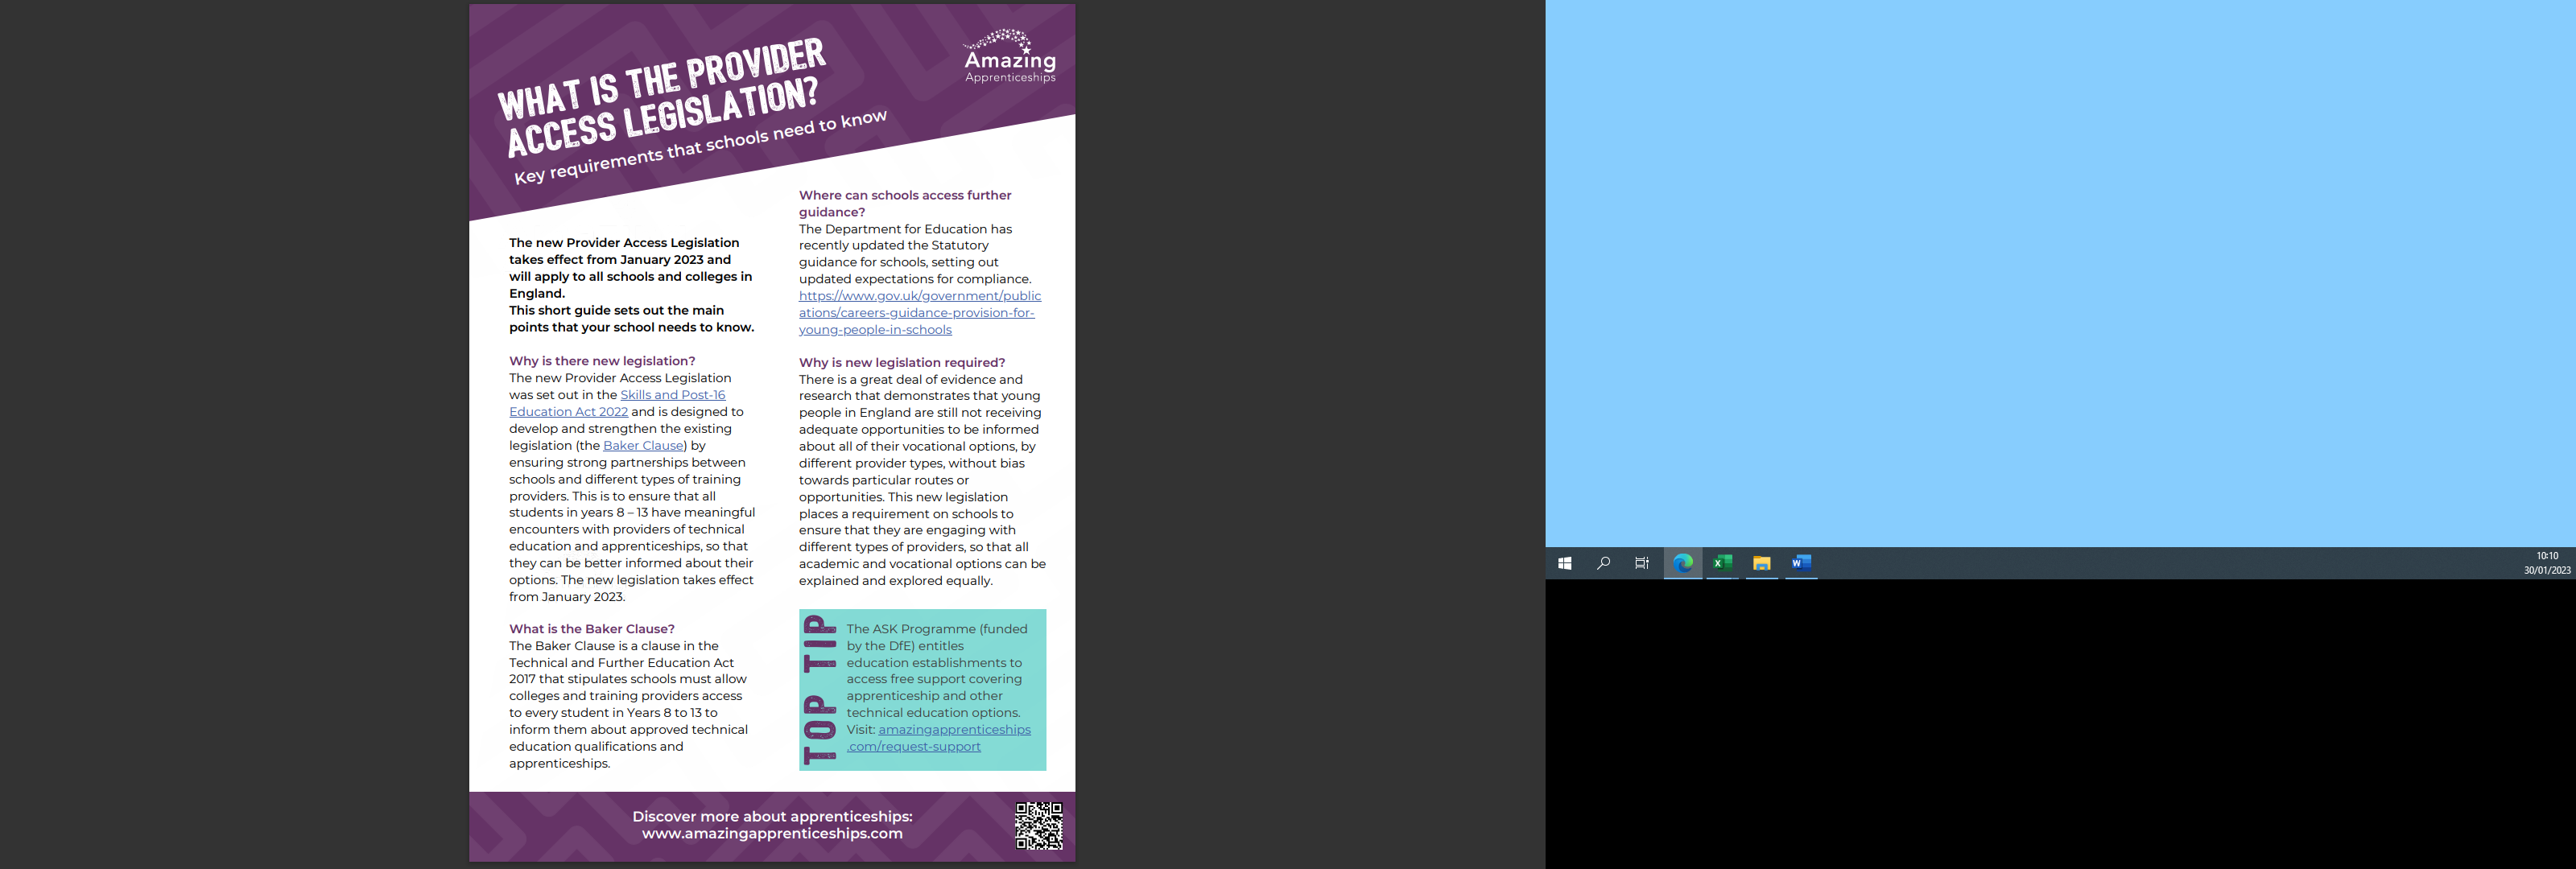 WHAT IS THE PROVIDER
ACCESS LEGISLATION?
Key requirements that schools need to know
Amazing
Apprenticeships
The new Provider Access Legislation
takes effect from January 2023 and
will apply to all schools and colleges in
England.
This short guide sets out the main
points that your school needs to know.
Why is there new legislation?
The new Provider Access Legislation
was set out in the Skills and Post-16
Education Act 2022 and is designed to
develop and strengthen the existing
legislation (the Baker Clause) by
ensuring strong partnerships between
schools and different types of training
providers. This is to ensure that all
students in years 8 – 13 have meaningful
encounters with providers of technical
education and apprenticeships, so that
they can be better informed about their
options. The new legislation takes effect
from January 2023.
What is the Baker Clause?
The Baker Clause is a clause in the
Technical and Further Education Act
2017 that stipulates schools must allow
colleges and training providers access
to every student in Years 8 to 13 to
inform them about approved technical
education qualifications and
apprenticeships.
Where can schools access further
guidance?
The Department for Education has
recently updated the Statutory
guidance for schools, setting out
updated expectations for compliance.
https://www.gov.uk/government/public
ations/careers-guidance-provision-for-
young-people-in-schools
Why is new legislation required?
There is a great deal of evidence and
research that demonstrates that young
people in England are still not receiving
adequate opportunities to be informed
about all of their vocational options, by
different provider types, without bias
towards particular routes or
opportunities. This new legislation
places a requirement on schools to
ensure that they are engaging with
different types of providers, so that all
academic and vocational options can be
explained and explored equally.
TOP TIP
The ASK Programme (funded
by the DfE) entitles
education establishments to
access free support covering
apprenticeship and other
technical education options.
Visit: amazingapprenticeships
.com/request-support
Discover more about apprenticeships:
www.amazingapprenticeships.com
10:10
30/01/2023